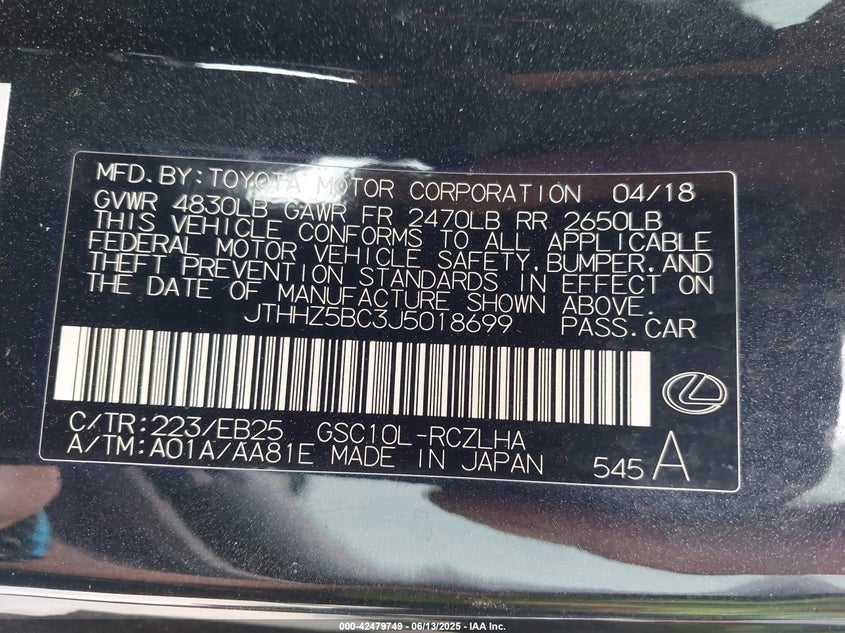 MFD.BY:TOYOTA MOTOR CORPORATION 04/18
GVWR 4830LB GAWR FR 2470LB RR 2650LB
THIS VEHICLE CONFORMS TO ALL APPLICABLE
FEDERAL MOTOR VEHICLE SAFETY,BUMPER,AND
THEFT PREVENTION STANDARDS IN EFFECT ON
THE DATE OF MANUFACTURE SHOWN ABOVE.
JTHHZ5BC3J5018699 PASS.CAR
C/TR:223/EB25 GSC10L-RCZLHA
A/TM:A01A/AA81E MADE IN JAPAN 545 A
000-42479749 - 06/13/2025 - IAA Inc.